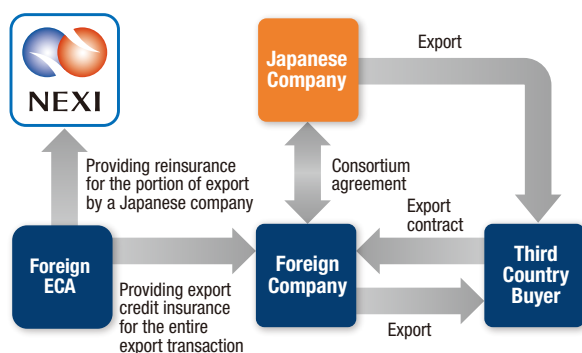 NEXI
Japanese
Company
Export
Providing reinsurance
for the portion of export
by a Japanese company
Consortium
agreement
Export
contract
Foreign
ECA
Foreign
Company
Third
Country
Buyer
Providing export
credit insurance
for the entire
export transaction
Export